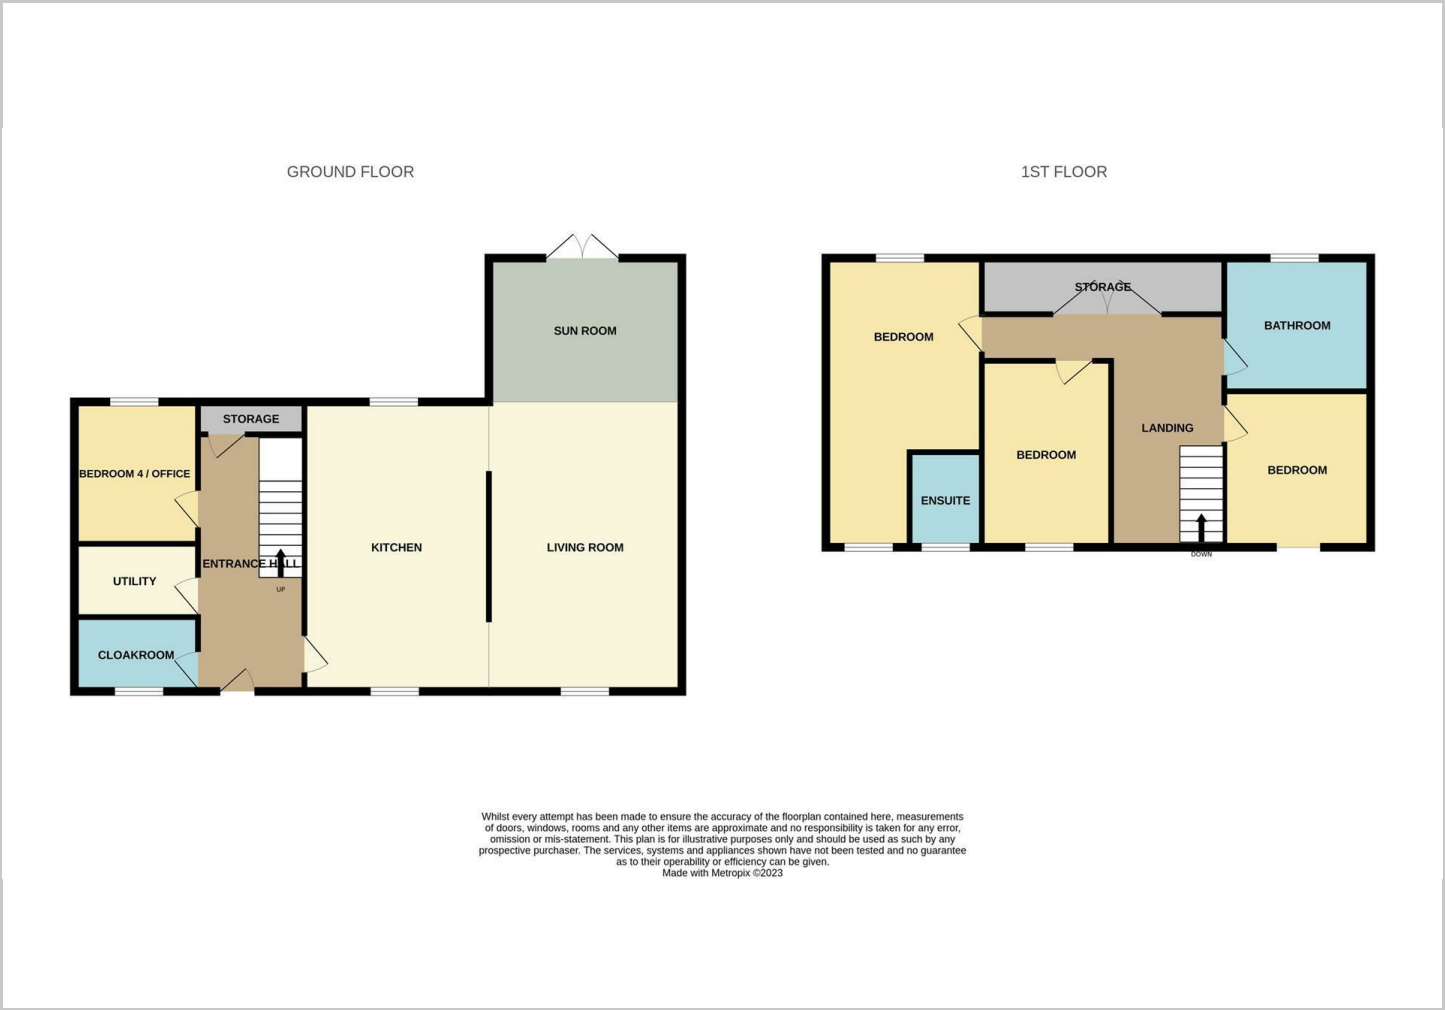 GROUND FLOOR
1ST FLOOR
SUN ROOM
STORAGE
BEDROOM 4 / OFFICE
UTILITY
CLOAKROOM
ENTRANCE HALL
UP
KITCHEN
LIVING ROOM
STORAGE
BEDROOM
BATHROOM
LANDING
BEDROOM
BEDROOM
ENSUITE
DOWN
Whilst every attempt has been made to ensure the accuracy of the floorplan contained here, measurements
of doors, windows, rooms and any other items are approximate and no responsibility is taken for any error,
omission or mis-statement. This plan is for illustrative purposes only and should be used as such by any
prospective purchaser. The services, systems and appliances shown have not been tested and no guarantee
as to their operability or efficiency can be given.
Made with Metropix ©2023